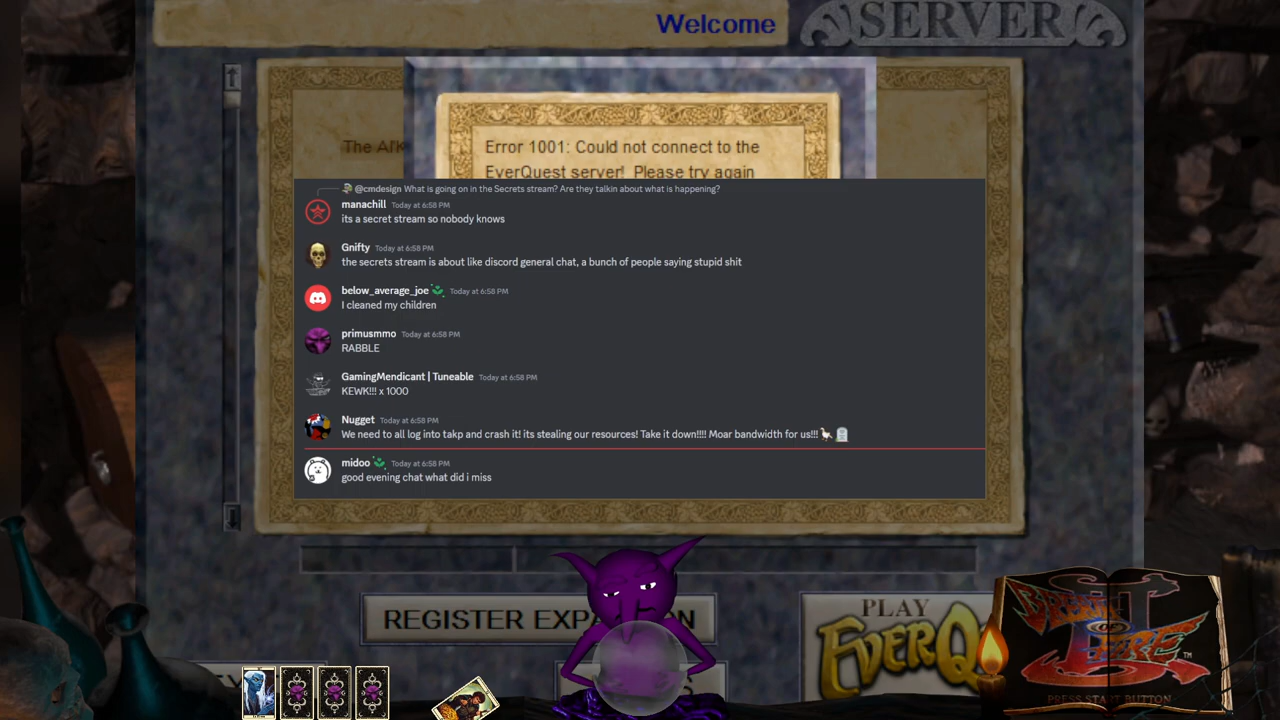 Welcome
SERVER
Error 1001: Could not connect to the
EverQuest server! Please try again
@cmdesign What is going on in the Secrets stream? Are they talkin about what is happening?
manachill Today at 6:58 PM
its a secret stream so nobody knows
Gnifty Today at 6:58 PM
the secrets stream is about like discord general chat, a bunch of people saying stupid shit
below_average_joe Today at 6:58 PM
I cleaned my children
primusmmo Today at 6:58 PM
RABBLE
GamingMendicant | Tuneable Today at 6:58 PM
KEWK!!! x 1000
Nugget Today at 6:58 PM
We need to all log into takp and crash it! its stealing our resources! Take it down!!!! Moar bandwidth for us!!!
midoo Today at 6:58 PM
good evening chat what did i miss
REGISTER EXPA ON
PLAY
EverQ
BREATH
OF
FIRE
II
TM
PRESS START BUTTON